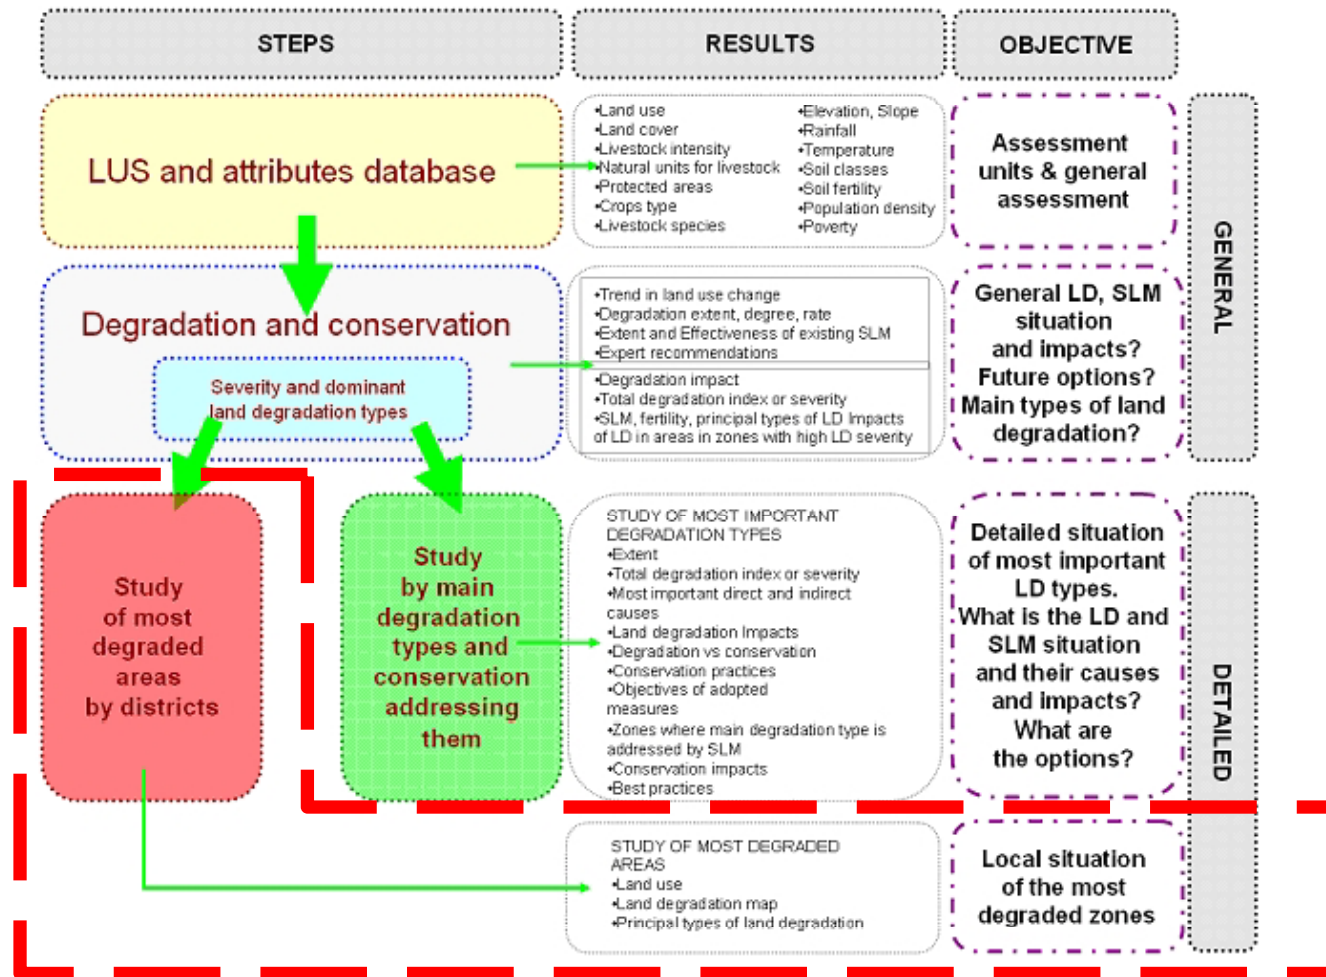 STEPS
RESULTS
OBJECTIVE
LUS and attributes database
•Land use
•Land cover
•Livestock intensity
•Natural units for livestock
•Protected areas
•Crops type
•Livestock species
•Elevation, Slope
•Rainfall
•Temperature
•Soil classes
•Soil fertility
•Population density
•Poverty
Assessment
units & general
assessment
GENERAL
Degradation and conservation
Severity and dominant
land degradation types
•Trend in land use change
•Degradation extent, degree, rate
•Extent and Effectiveness of existing SLM
•Expert recommendations
•Degradation impact
•Total degradation index or severity
•SLM, fertility, principal types of LD Impacts
of LD in areas in zones with high LD severity
General LD, SLM
situation
and impacts?
Future options?
Main types of land
degradation?
Study
of most
degraded
areas
by districts
Study
by main
degradation
types and
conservation
addressing
them
STUDY OF MOST IMPORTANT
DEGRADATION TYPES
•Extent
•Total degradation index or severity
•Most important direct and indirect
causes
•Land degradation Impacts
•Degradation vs conservation
•Conservation practices
•Objectives of adopted
measures
•Zones where main degradation type is
addressed by SLM
•Conservation impacts
•Best practices
Detailed situation
of most important
LD types.
What is the LD and
SLM situation
and their causes
and impacts?
What are
the options?
DETAILED
STUDY OF MOST DEGRADED
AREAS
•Land use
•Land degradation map
•Principal types of land degradation
Local situation
of the most
degraded zones